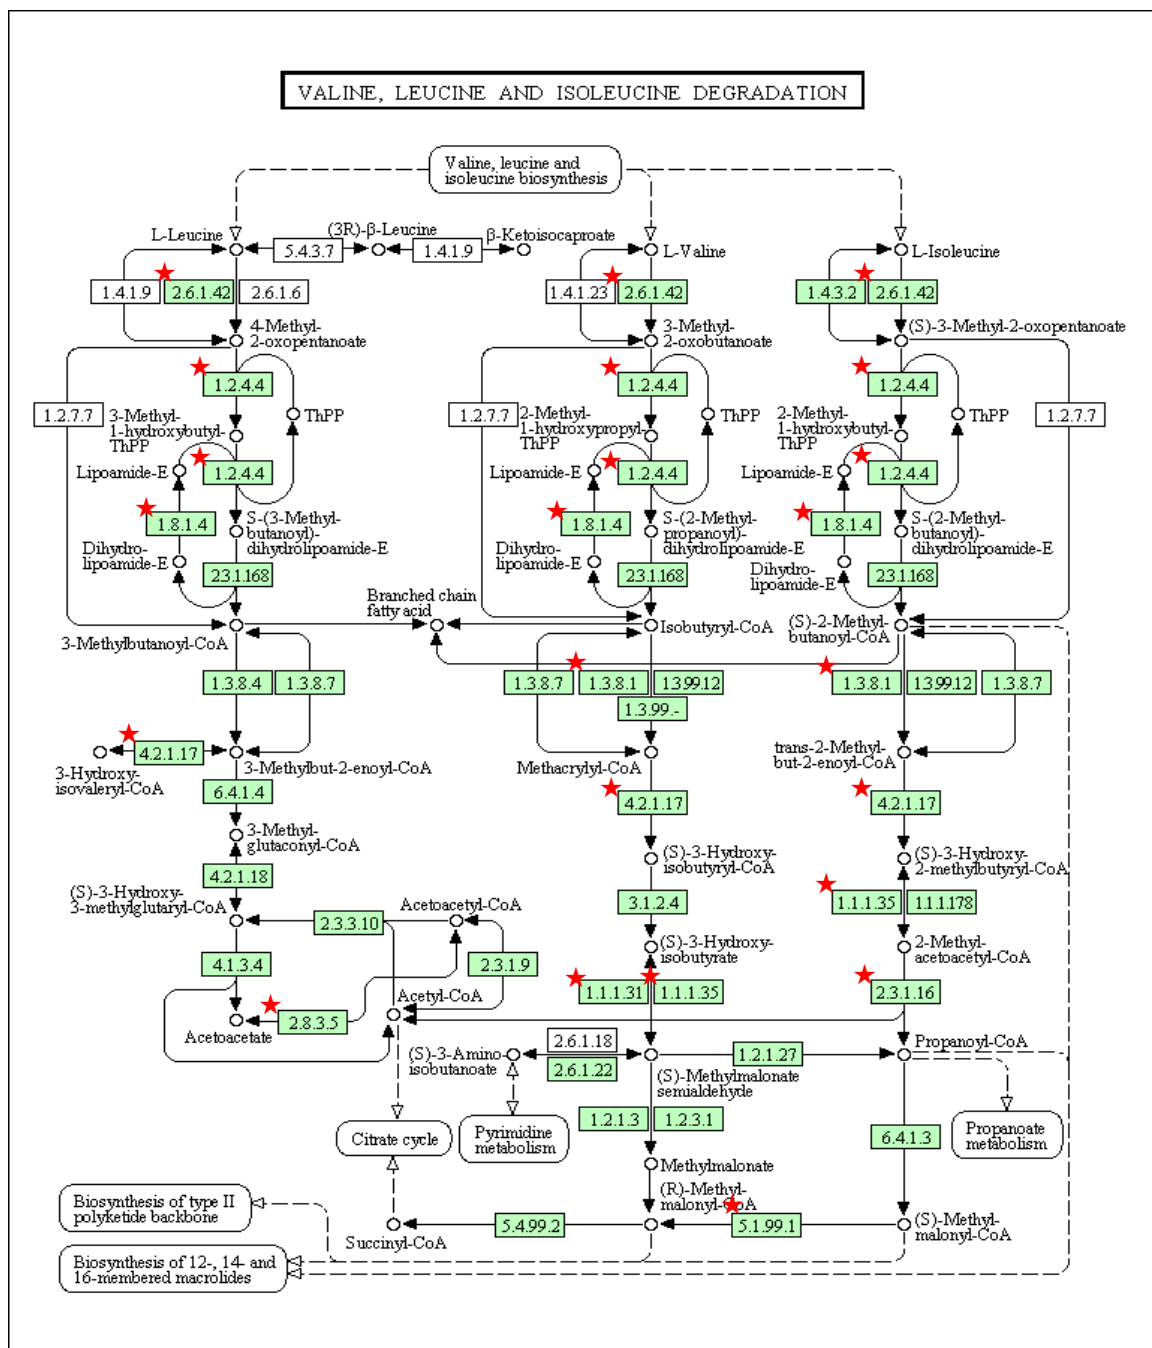 VALINE, LEUCINE AND ISOLEUCINE DEGRADATION
Valine, leucine and
isoleucine biosynthesis
L-Leucine
5.4.3.7
(3R)-β-Leucine
1.4.1.9
β-Ketoisocaproate
L-Valine
L-Isoleucine
1.4.1.9
2.6.1.42
2.6.1.6
1.4.1.23
2.6.1.42
1.4.3.2
2.6.1.42
4-Methyl-
2-oxopentanoate
3-Methyl-
2-oxobutanoate
(S)-3-Methyl-2-oxopentanoate
1.2.4.4
1.2.4.4
1.2.4.4
1.2.7.7
ThPP
1.2.7.7
ThPP
ThPP
1.2.7.7
3-Methyl-
1-hydroxybutyl-
ThPP
2-Methyl-
1-hydroxypropyl-
ThPP
2-Methyl-
1-hydroxybutyl-
ThPP
Lipoamide-E
1.2.4.4
Lipoamide-E
1.2.4.4
Lipoamide-E
1.2.4.4
1.8.1.4
1.8.1.4
1.8.1.4
S-(3-Methyl-
butanoyl)-
dihydrolipoamide-E
S-(2-Methyl-
propanoyl)-
dihydrolipoamide-E
S-(2-Methyl-
butanoyl)-
dihydrolipoamide-E
Dihydro-
lipoamide-E
2.3.1.168
Dihydro-
lipoamide-E
2.3.1.168
Dihydro-
lipoamide-E
2.3.1.168
Branched chain
fatty acid
3-Methylbutanoyl-CoA
Isobutyryl-CoA
(S)-2-Methyl-
butanoyl-CoA
1.3.8.4
1.3.8.7
1.3.8.7
1.3.8.1
1.3.99.12
1.3.99.-
1.3.8.1
1.3.99.12
1.3.8.7
4.2.1.17
3-Hydroxy-
isovaleryl-CoA
3-Methylbut-2-enoyl-CoA
Methacrylyl-CoA
trans-2-Methyl-
but-2-enoyl-CoA
6.4.1.4
4.2.1.17
4.2.1.17
3-Methyl-
glutaconyl-CoA
(S)-3-Hydroxy-
isobutyryl-CoA
(S)-3-Hydroxy-
2-methylbutyryl-CoA
4.2.1.18
3.1.2.4
1.1.1.35
1.1.1.178
(S)-3-Hydroxy-
3-methylglutaryl-CoA
2.3.3.10
Acetoacetyl-CoA
(S)-3-Hydroxy-
isobutyrate
2-Methyl-
acetoacetyl-CoA
4.1.3.4
2.3.1.9
1.1.1.31
1.1.1.35
2.3.1.16
Acetyl-CoA
Acetoacetate
2.8.3.5
(S)-3-Amino-
isobutanoate
2.6.1.18
2.6.1.22
(S)-Methylmalonate
semialdehyde
1.2.1.27
Propanoyl-CoA
1.2.1.3
1.2.3.1
Citrate cycle
Pyrimidine
metabolism
6.4.1.3
Propanoate
metabolism
Methylmalonate
Biosynthesis of type II
polyketide backbone
(R)-Methyl-
malonyl-CoA
Succinyl-CoA
5.4.99.2
5.1.99.1
(S)-Methyl-
malonyl-CoA
Biosynthesis of 12-, 14- and
16-membered macrolides